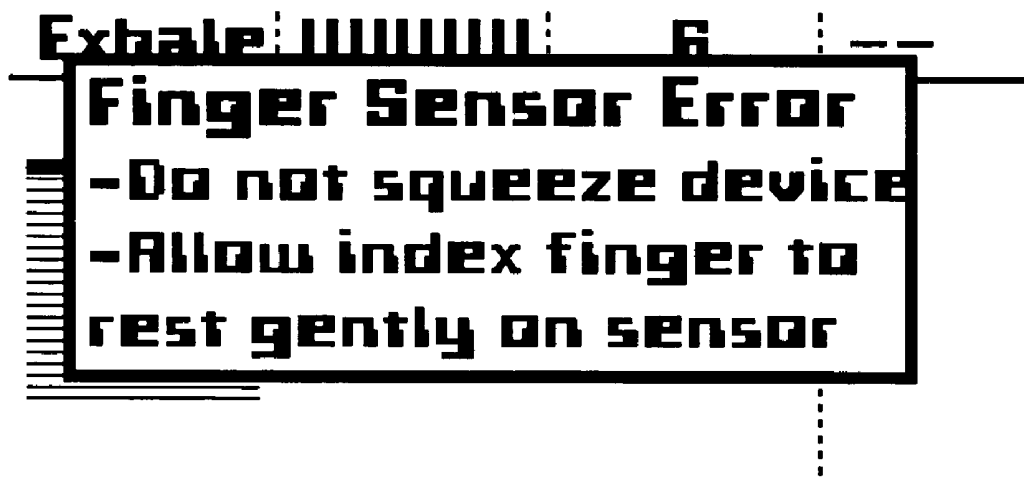 Exhale 6 --
Finger Sensor Error
-Do not squeeze device
-Allow index finger to
rest gently on sensor